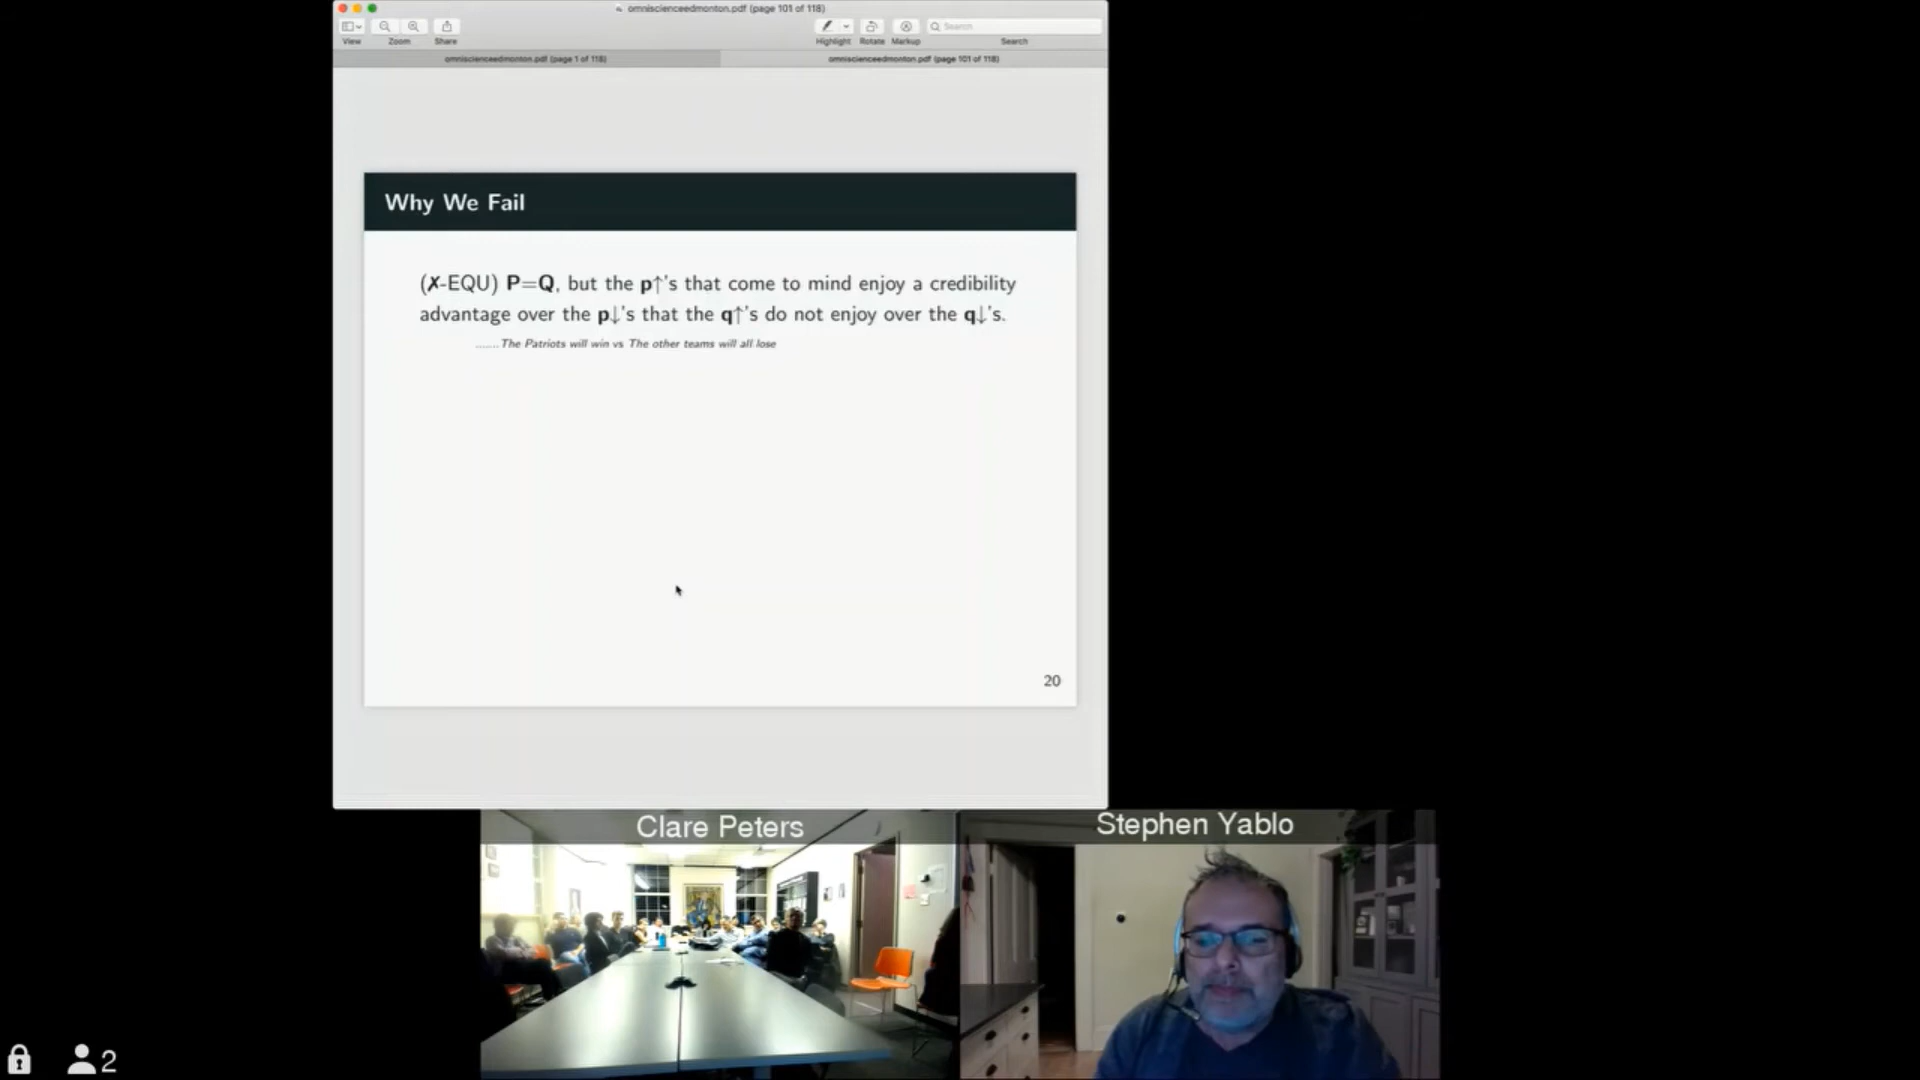 omniscienceedmonton.pdf (page 101 of 118)
View Zoom Share Highlight Rotate Markup Search
Search
omniscienceedmonton.pdf (page 1 of 118) omniscienceedmonton.pdf (page 101 of 118)
Why We Fail
(✗-EQU) P=Q, but the p↑'s that come to mind enjoy a credibility
advantage over the p↓'s that the q↑'s do not enjoy over the q↓'s.
.......The Patriots will win vs The other teams will all lose
20
Clare Peters
Stephen Yablo
2